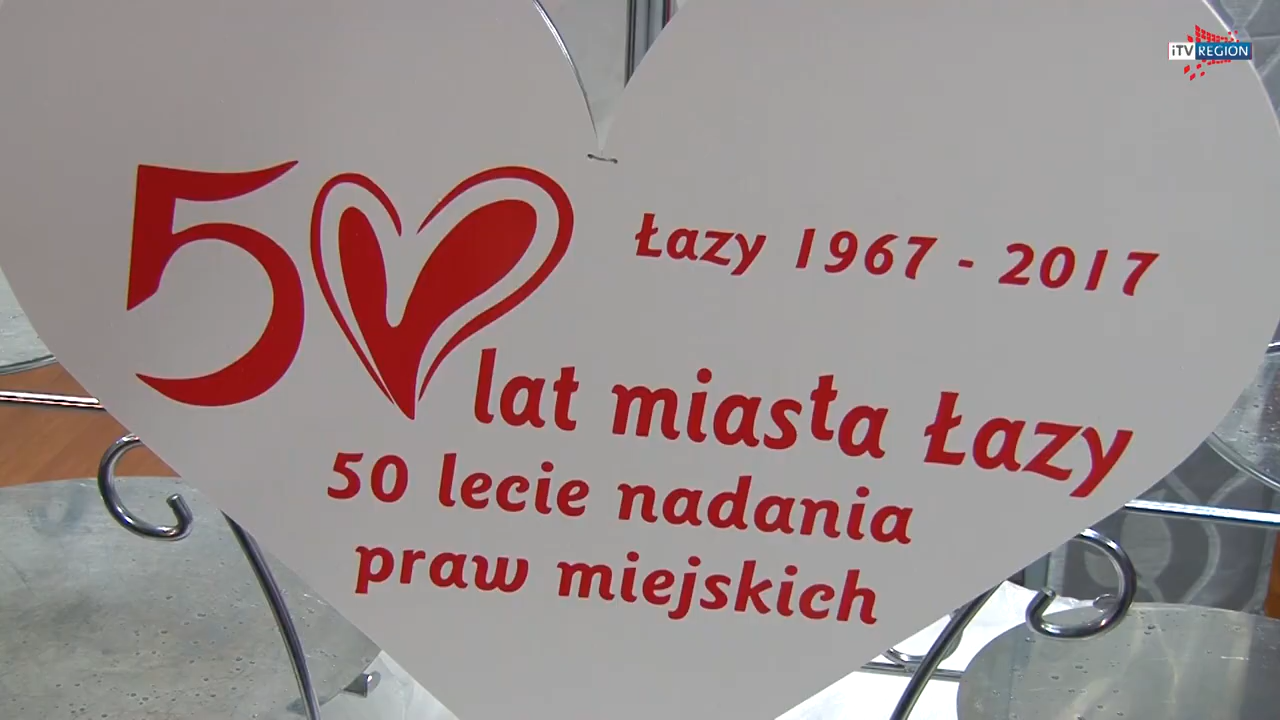 iTV REGION
50
Łazy 1967 - 2017
lat miasta Łazy
50 lecie nadania
praw miejskich